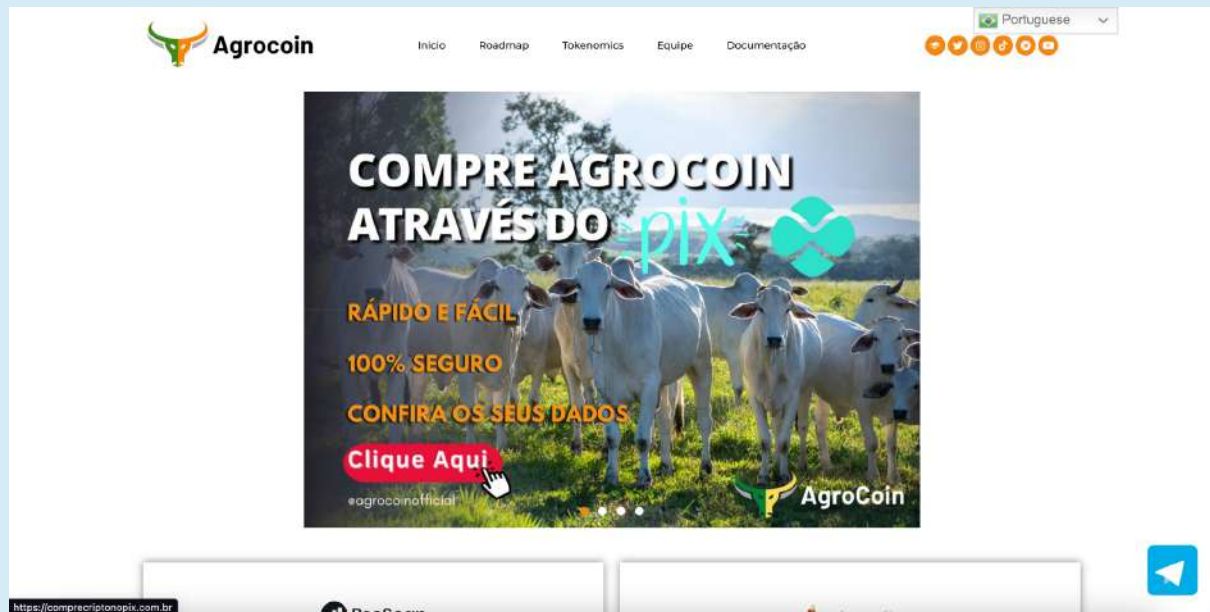 Portuguese
Agrocoin
Inicio Roadmap Tokenomics Equipe Documentação
COMPRE AGROCOIN
ATRAVÉS DO pix
RÁPIDO E FÁCIL
100% SEGURO
CONFIRA OS SEUS DADOS
Clique Aqui
@agrocoinofficial
AgroCoin
https://comprecriptonopix.com.br